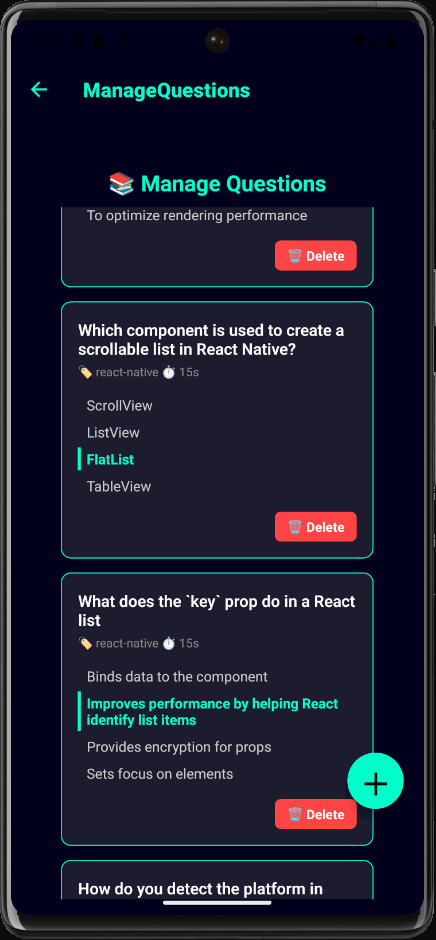 ManageQuestions
📚 Manage Questions
To optimize rendering performance
🗑️ Delete
Which component is used to create a
scrollable list in React Native?
🏷️ react-native ⏱️ 15s
ScrollView
ListView
FlatList
TableView
🗑️ Delete
What does the `key` prop do in a React
list
🏷️ react-native ⏱️ 15s
Binds data to the component
Improves performance by helping React
identify list items
Provides encryption for props
Sets focus on elements
+
🗑️ Delete
How do you detect the platform in